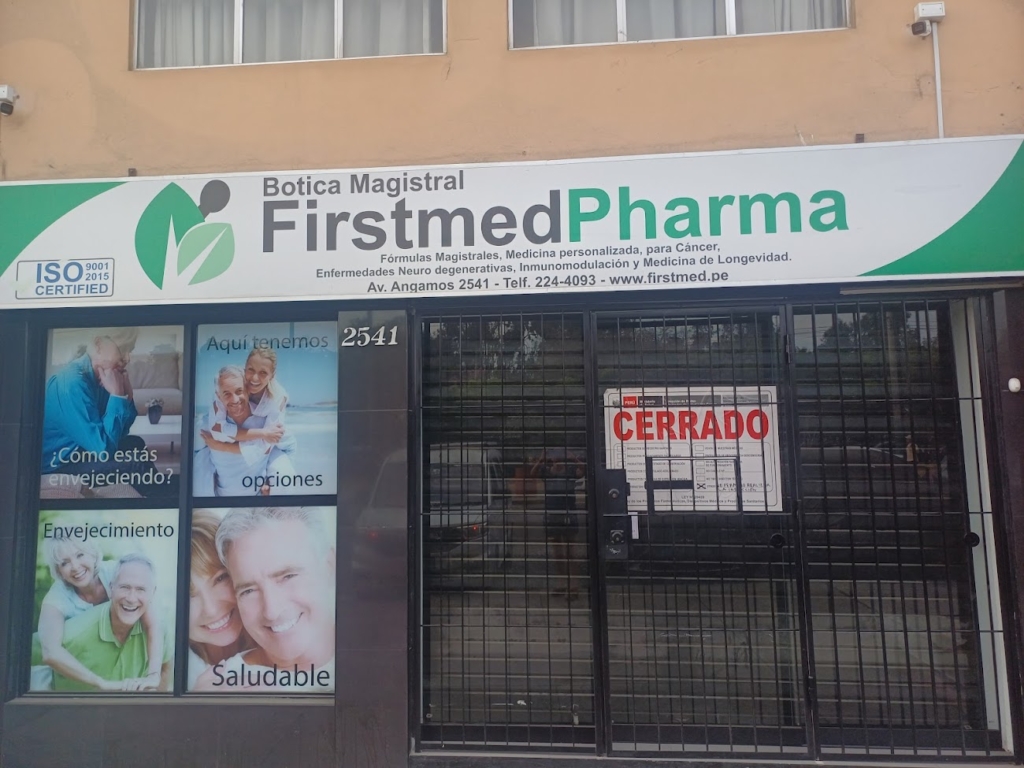 Botica Magistral
FirstmedPharma
Fórmulas Magistrales, Medicina personalizada, para Cáncer,
Enfermedades Neuro degenerativas, Inmunomodulación y Medicina de Longevidad.
Av. Angamos 2541 - Telf. 224-4093 - www.firstmed.pe
ISO 9001
2015
CERTIFIED
2541
¿Cómo estás
envejeciendo?
Aquí tenemos
opciones
Envejecimiento
Saludable
CERRADO